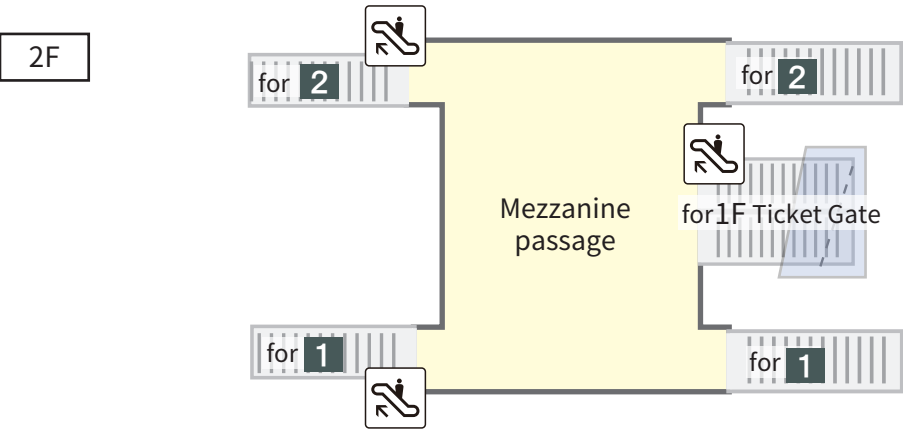 2F
for 2
for 2
Mezzanine
passage
for1F Ticket Gate
for 1
for 1